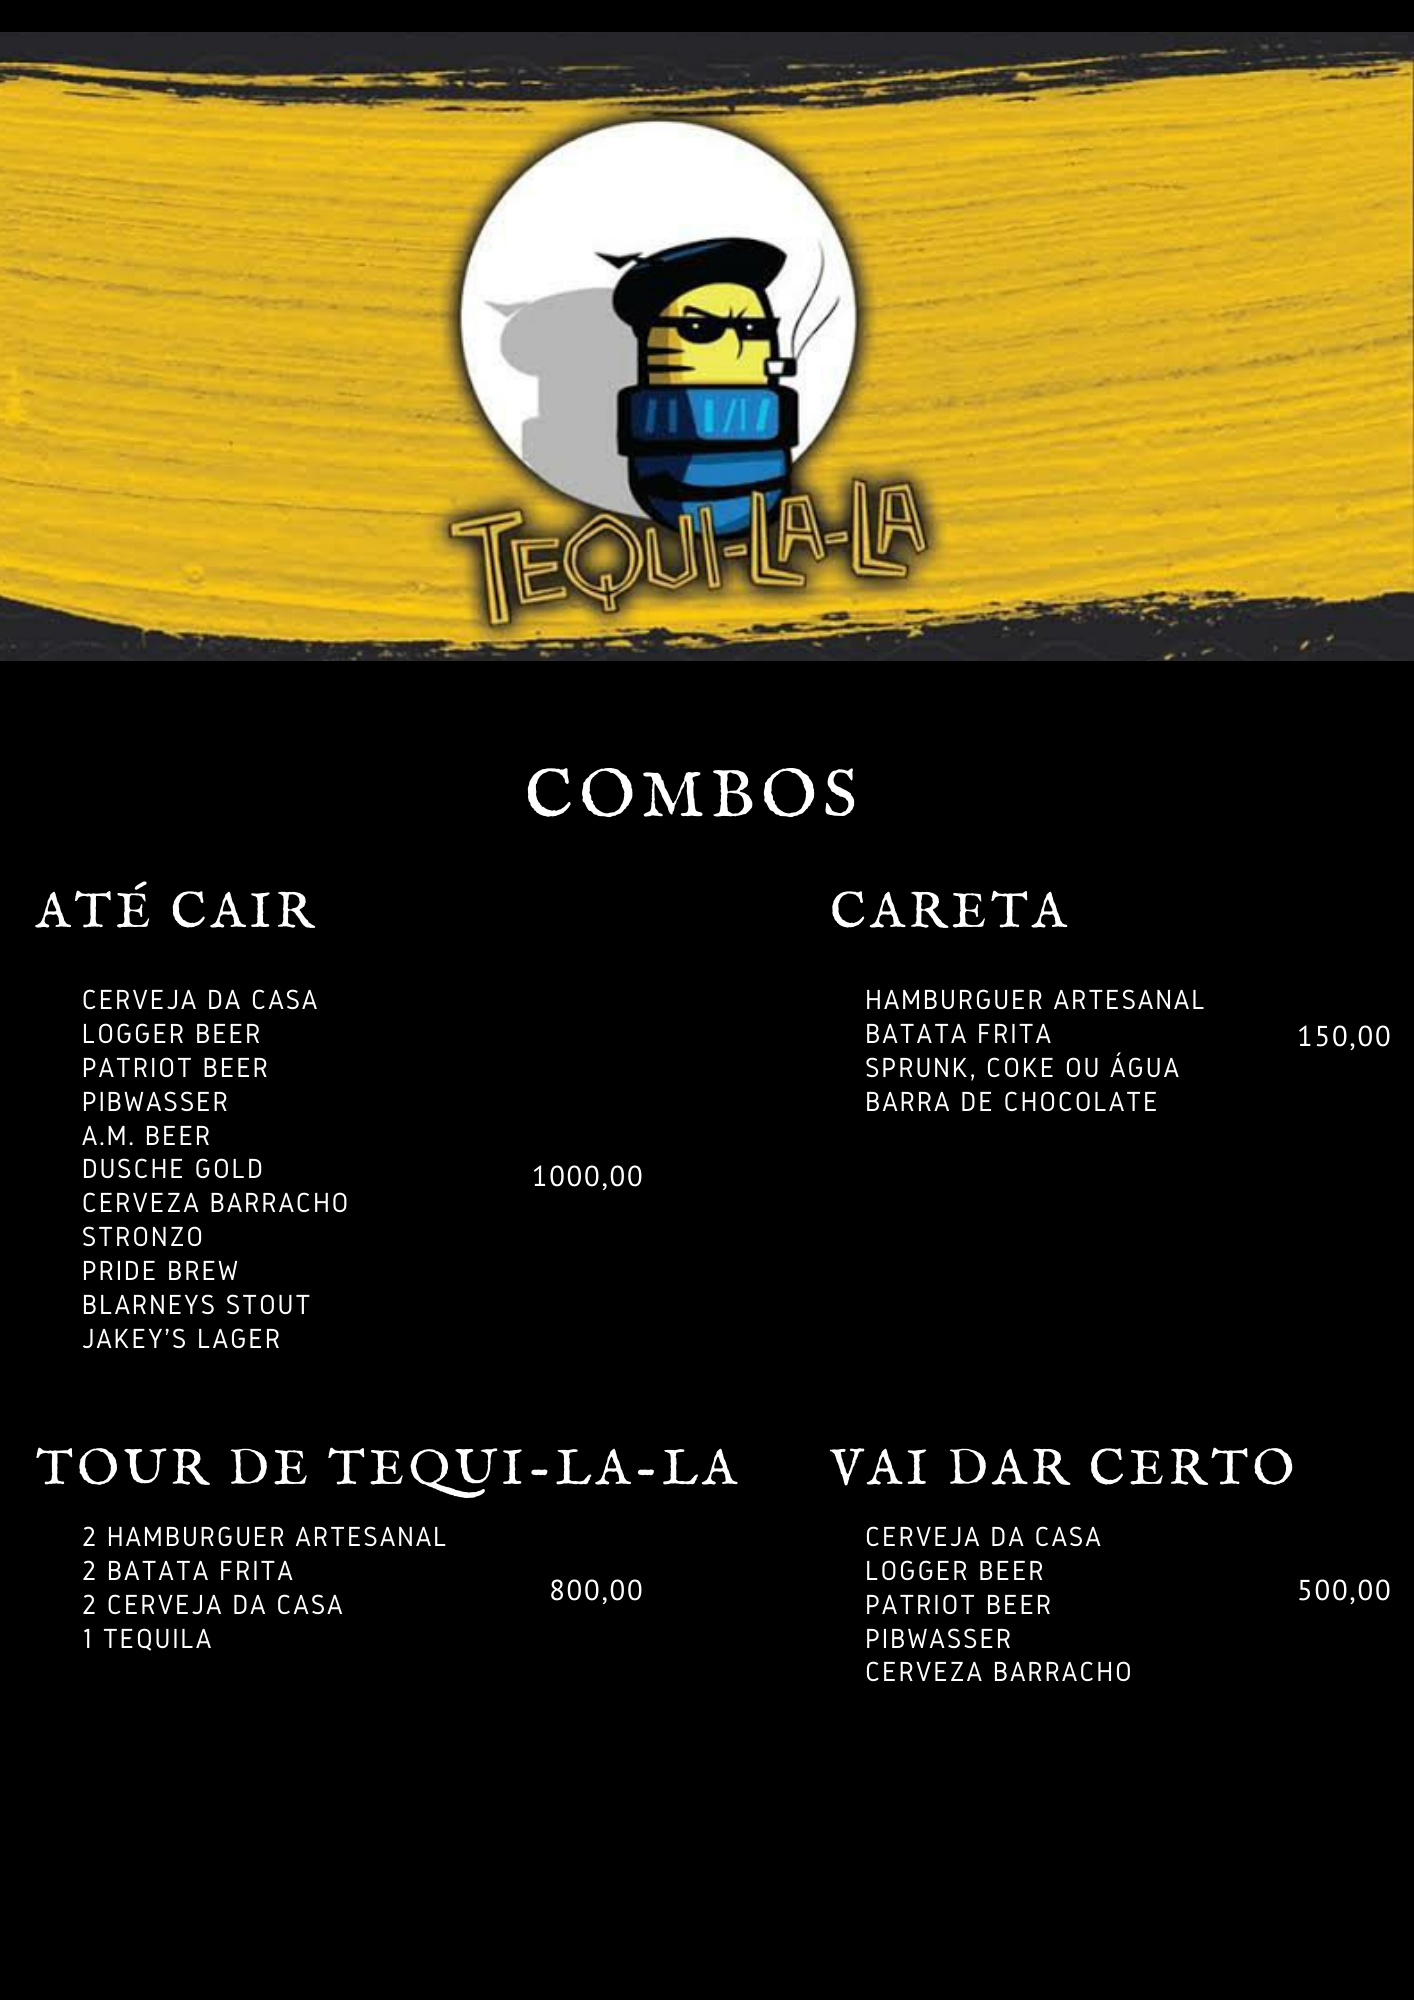 TEQUI-LA-LA
COMBOS
ATÉ CAIR
CERVEJA DA CASA
LOGGER BEER
PATRIOT BEER
PIBWASSER
A.M. BEER
DUSCHE GOLD
CERVEZA BARRACHO
STRONZO
PRIDE BREW
BLARNEYS STOUT
JAKEY’S LAGER
1000,00
CARETA
HAMBURGUER ARTESANAL
BATATA FRITA
SPRUNK, COKE OU ÁGUA
BARRA DE CHOCOLATE
150,00
TOUR DE TEQUI-LA-LA
2 HAMBURGUER ARTESANAL
2 BATATA FRITA
2 CERVEJA DA CASA
1 TEQUILA
800,00
VAI DAR CERTO
CERVEJA DA CASA
LOGGER BEER
PATRIOT BEER
PIBWASSER
CERVEZA BARRACHO
500,00